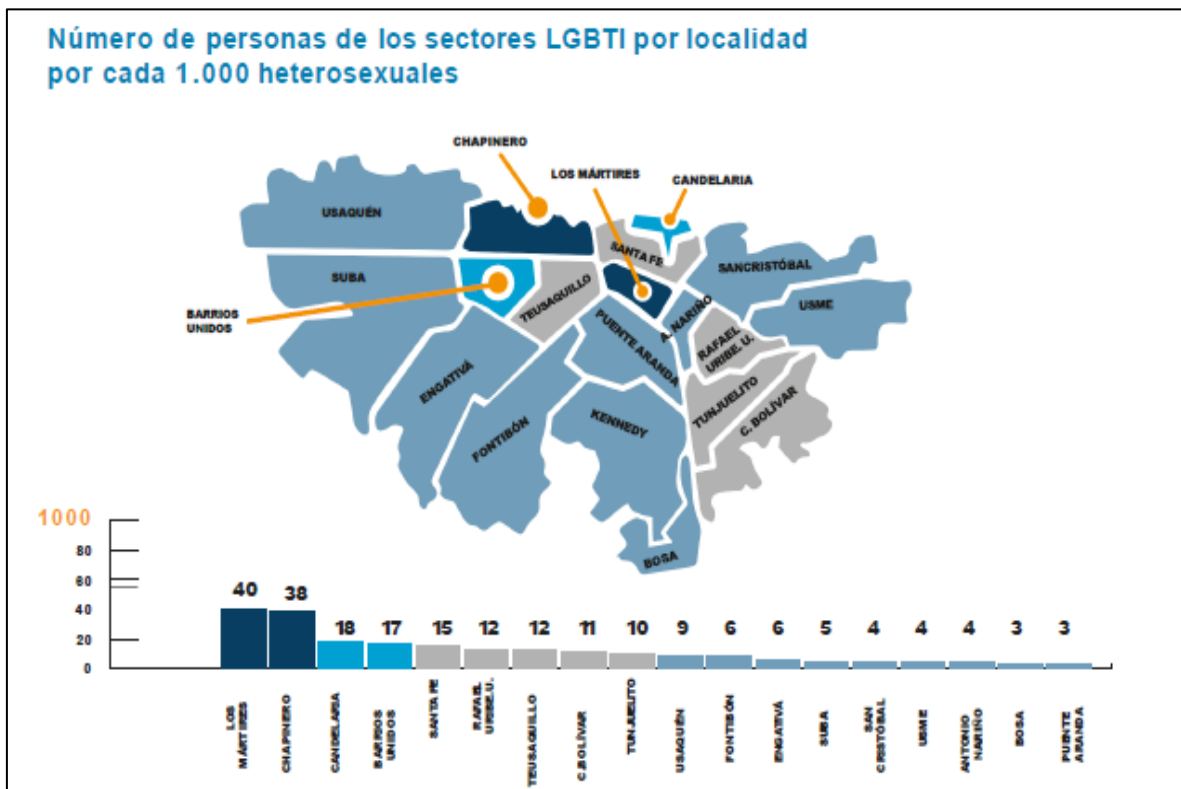 Número de personas de los sectores LGBTI por localidad
por cada 1.000 heterosexuales
CHAPINERO
LOS MÁRTIRES
CANDELARIA
USAQUÉN
SANTA FE
SANCRISTÓBAL
SUBA
TEUSAQUILLO
A. NARIÑO
USME
BARRIOS
UNIDOS
PUENTE ARANDA
RAFAEL
URIBE. U.
ENGATIVÁ
TUNJUELITO
C. BOLÍVAR
FONTIBÓN
KENNEDY
BOSA
1000
80
60
40
20
0
40
38
18
17
15
12
12
11
10
9
6
6
5
4
4
4
3
3
LOS
MÁRTIRES
CHAPINERO
CANDELARIA
BARRIOS
UNIDOS
SANTA FE
RAFAEL
URIBE.U.
TEUSAQUILLO
C.BOLÍVAR
TUNJUELITO
USAQUÉN
FONTIBÓN
ENGATIVÁ
SUBA
SAN
CRISTÓBAL
USME
ANTONIO
NARIÑO
BOSA
PUENTE
ARANDA